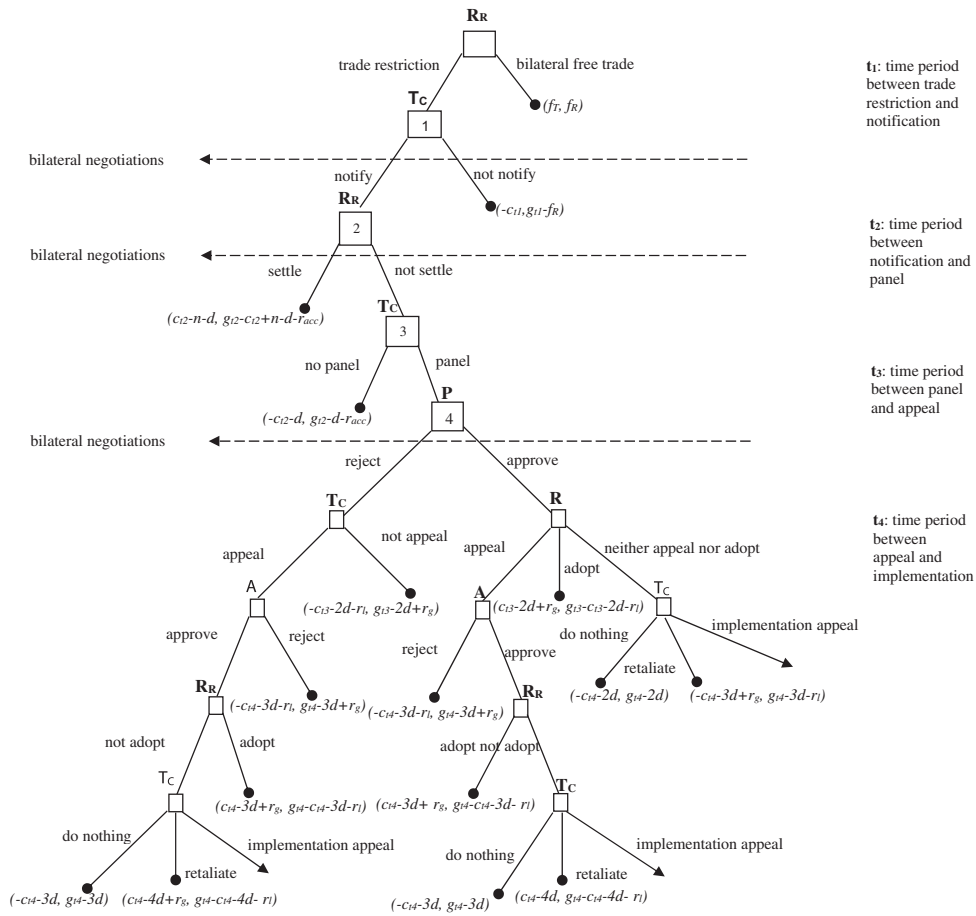 R_R
trade restriction
bilateral free trade
t₁: time period
between trade
restriction and
notification
(f_T, f_R)
T_C
1
bilateral negotiations
notify
not notify
R_R
(-c_t1,g_t1-f_R)
2
t₂: time period
between
notification and
panel
bilateral negotiations
settle
not settle
(c_t2-n-d, g_t2-c_t2+n-d-r_acc)
T_C
3
no panel
panel
t₃: time period
between panel
and appeal
P
(-c_t2-d, g_t2-d-r_acc)
4
bilateral negotiations
reject
approve
T_C
R
t₄: time period
between
appeal and
implementation
appeal
not appeal
appeal
adopt
neither appeal nor adopt
A
(-c_t3-2d-r_l, g_t3-2d+r_g)
A
(c_t3-2d+r_g, g_t3-c_t3-2d-r_l)
T_C
approve
reject
reject
approve
do nothing
retaliate
implementation appeal
R_R
(-c_t4-3d-r_l, g_t4-3d+r_g)
(-c_t4-3d-r_l, g_t4-3d+r_g)
R_R
(-c_t4-2d, g_t4-2d)
(-c_t4-3d+r_g, g_t4-3d-r_l)
not adopt
adopt
adopt
not adopt
T_C
(c_t4-3d+r_g, g_t4-c_t4-3d-r_l)
(c_t4-3d+ r_g, g_t4-c_t4-3d- r_l)
T_C
do nothing
retaliate
implementation appeal
do nothing
retaliate
implementation appeal
(-c_t4-3d, g_t4-3d)
(c_t4-4d+r_g, g_t4-c_t4-4d- r_l)
(-c_t4-3d, g_t4-3d)
(c_t4-4d, g_t4-c_t4-4d- r_l)